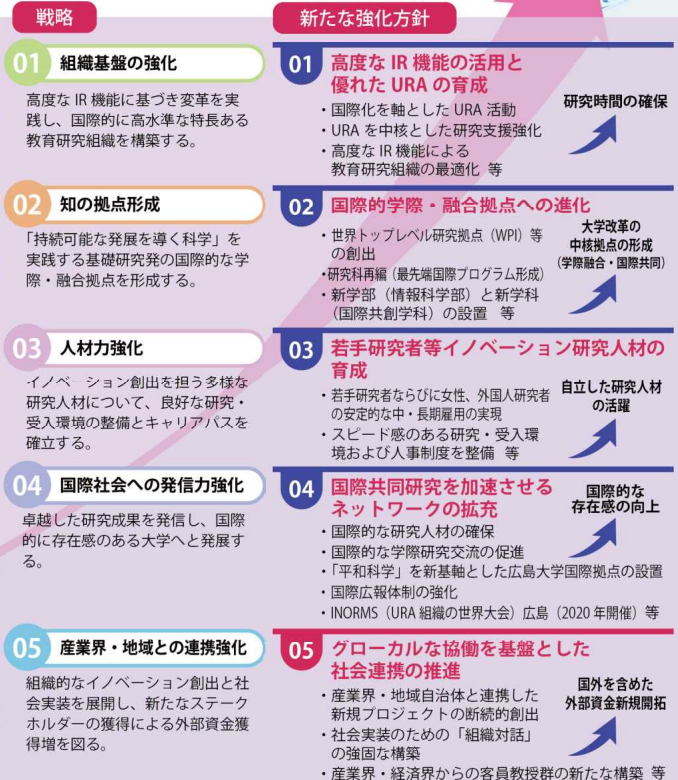 戦略
新たな強化方針
01 組織基盤の強化
高度な IR 機能に基づき変革を実
践し、国際的に高水準な特長ある
教育研究組織を構築する。
01 高度な IR 機能の活用と
優れた URA の育成
・国際化を軸とした URA 活動
・URA を中核とした研究支援強化
・高度な IR 機能による
教育研究組織の最適化 等
研究時間の確保
02 知の拠点形成
「持続可能な発展を導く科学」を
実践する基礎研究発の国際的な学
際・融合拠点を形成する。
02 国際的学際・融合拠点への進化
・世界トップレベル研究拠点（WPI）等
の創出
・研究科再編（最先端国際プログラム形成）
・新学部（情報科学部）と新学科
（国際共創学科）の設置 等
大学改革の
中核拠点の形成
（学際融合・国際共同）
03 人材力強化
イノベーション創出を担う多様な
研究人材について、良好な研究・
受入環境の整備とキャリアパスを
確立する。
03 若手研究者等イノベーション研究人材の
育成
・若手研究者ならびに女性、外国人研究者
の安定的な中・長期雇用の実現
・スピード感のある研究・受入環
境および人事制度を整備 等
自立した研究人材
の活躍
04 国際社会への発信力強化
卓越した研究成果を発信し、国際
的に存在感のある大学へと発展す
る。
04 国際共同研究を加速させる
ネットワークの拡充
・国際的な研究人材の確保
・国際的な学際研究交流の促進
・「平和科学」を新基軸とした広島大学国際拠点の設置
・国際広報体制の強化
・INORMS（URA 組織の世界大会）広島（2020 年開催）等
国際的な
存在感の向上
05 産業界・地域との連携強化
組織的なイノベーション創出と社
会実装を展開し、新たなステーク
ホルダーの獲得による外部資金獲
得増を図る。
05 グローカルな協働を基盤とした
社会連携の推進
・産業界・地域自治体と連携した
新規プロジェクトの断続的創出
・社会実装のための「組織対話」
の強固な構築
・産業界・経済界からの客員教授群の新たな構築 等
国外を含めた
外部資金新規開拓